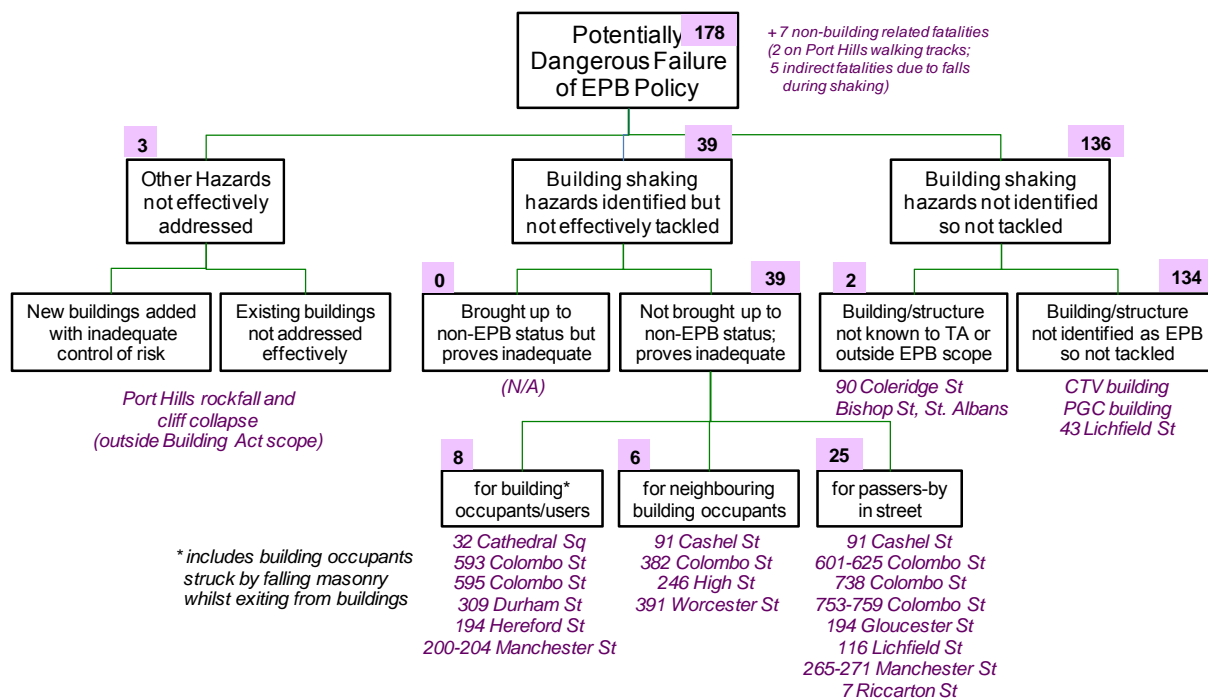 178
Potentially
Dangerous Failure
of EPB Policy
+ 7 non-building related fatalities
(2 on Port Hills walking tracks;
5 indirect fatalities due to falls
during shaking)
3
Other Hazards
not effectively
addressed
39
Building shaking
hazards identified but
not effectively tackled
136
Building shaking
hazards not identified
so not tackled
New buildings added
with inadequate
control of risk
Existing buildings
not addressed
effectively
Port Hills rockfall and
cliff collapse
(outside Building Act scope)
0
Brought up to
non-EPB status but
proves inadequate
(N/A)
39
Not brought up to
non-EPB status;
proves inadequate
2
Building/structure
not known to TA or
outside EPB scope
90 Coleridge St
Bishop St, St. Albans
134
Building/structure
not identified as EPB
so not tackled
CTV building
PGC building
43 Lichfield St
8
for building*
occupants/users
32 Cathedral Sq
593 Colombo St
595 Colombo St
309 Durham St
194 Hereford St
200-204 Manchester St
6
for neighbouring
building occupants
91 Cashel St
382 Colombo St
246 High St
391 Worcester St
25
for passers-by
in street
91 Cashel St
601-625 Colombo St
738 Colombo St
753-759 Colombo St
194 Gloucester St
116 Lichfield St
265-271 Manchester St
7 Riccarton St
* includes building occupants
struck by falling masonry
whilst exiting from buildings